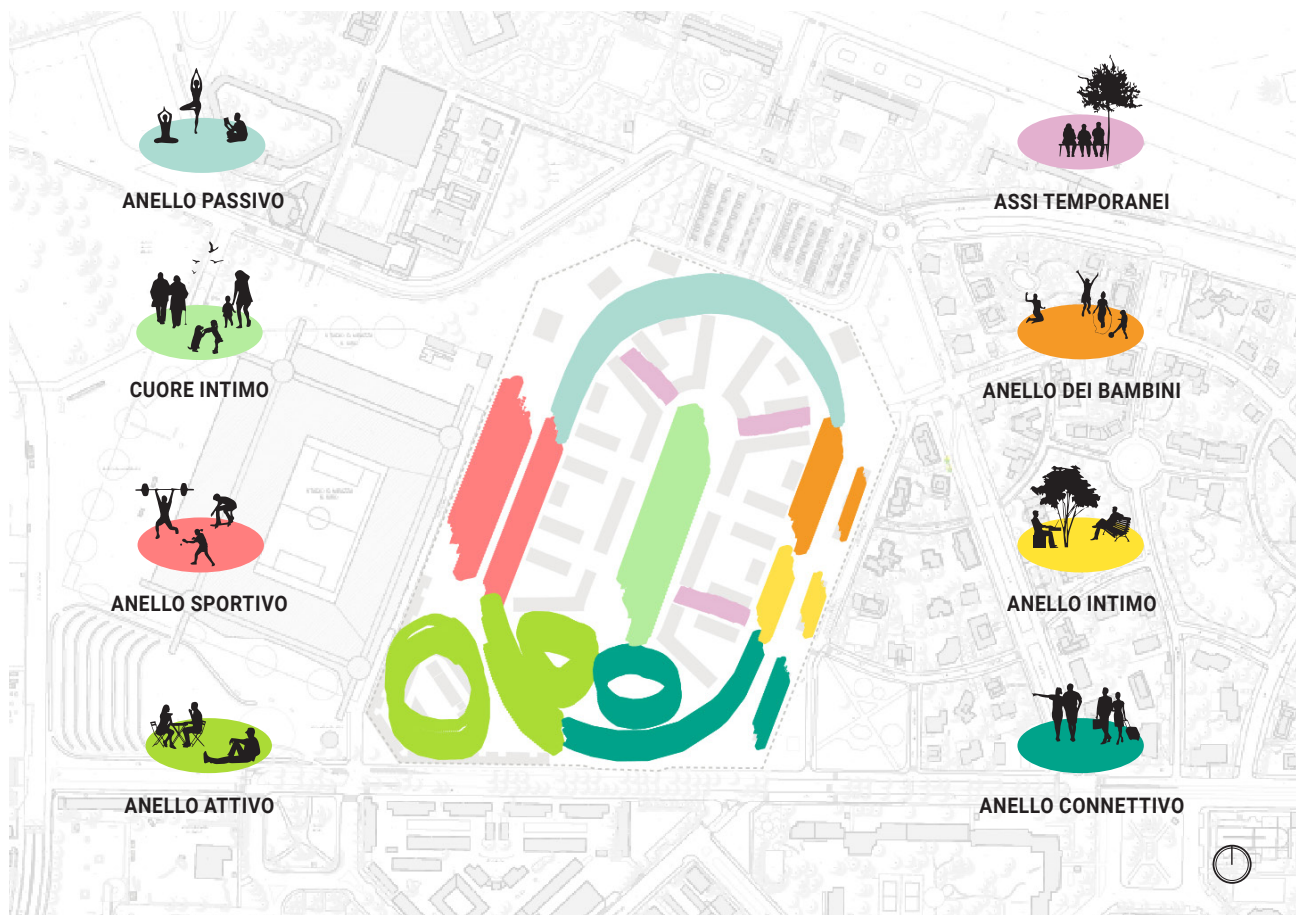 ANELLO PASSIVO
ASSI TEMPORANEI
CUORE INTIMO
ANELLO DEI BAMBINI
ANELLO SPORTIVO
ANELLO INTIMO
ANELLO ATTIVO
ANELLO CONNETTIVO